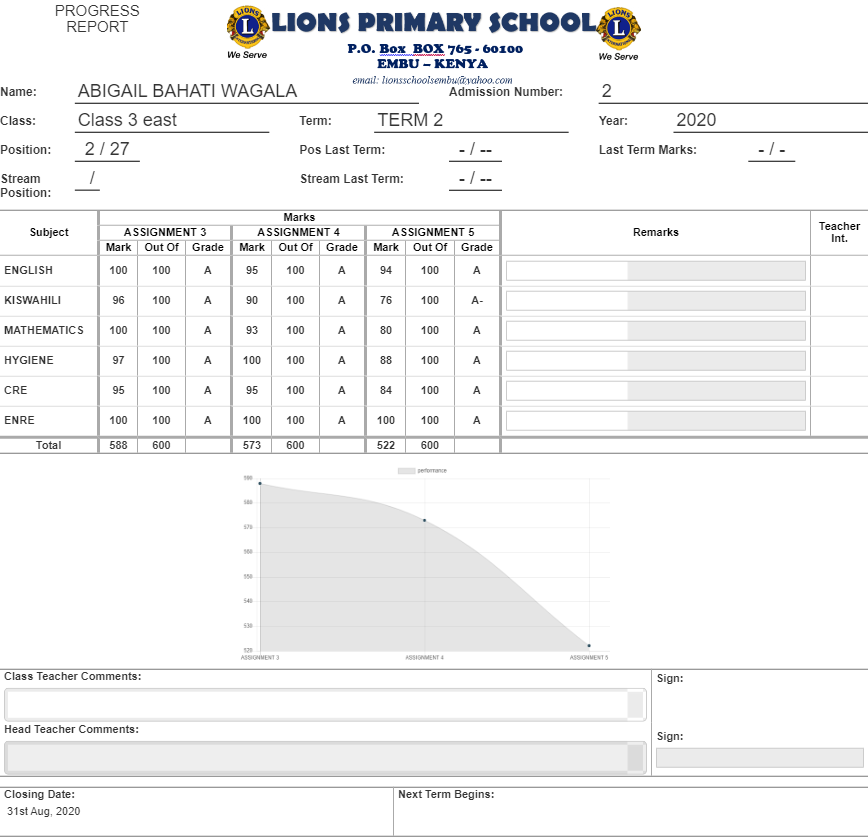 PROGRESS
REPORT
LIONS
L
INTERNATIONAL
We Serve
LIONS PRIMARY SCHOOL
P.O. Box BOX 765 - 60100
EMBU – KENYA
email: lionsschoolsembu@yahoo.com
LIONS
L
INTERNATIONAL
We Serve
Name: ABIGAIL BAHATI WAGALA Admission Number: 2
Class: Class 3 east Term: TERM 2 Year: 2020
Position: 2 / 27 Pos Last Term: - / -- Last Term Marks: - / -
Stream Position: / Stream Last Term: - / --
Subject Marks Remarks Teacher Int.
ASSIGNMENT 3 ASSIGNMENT 4 ASSIGNMENT 5
Mark Out Of Grade Mark Out Of Grade Mark Out Of Grade
ENGLISH 100 100 A 95 100 A 94 100 A
KISWAHILI 96 100 A 90 100 A 76 100 A-
MATHEMATICS 100 100 A 93 100 A 80 100 A
HYGIENE 97 100 A 100 100 A 88 100 A
CRE 95 100 A 95 100 A 84 100 A
ENRE 100 100 A 100 100 A 100 100 A
Total 588 600 573 600 522 600
performance
590
580
570
560
550
540
530
520
ASSIGNMENT 3 ASSIGNMENT 4 ASSIGNMENT 5
Class Teacher Comments: Sign:
Head Teacher Comments: Sign:
Closing Date: Next Term Begins:
31st Aug, 2020